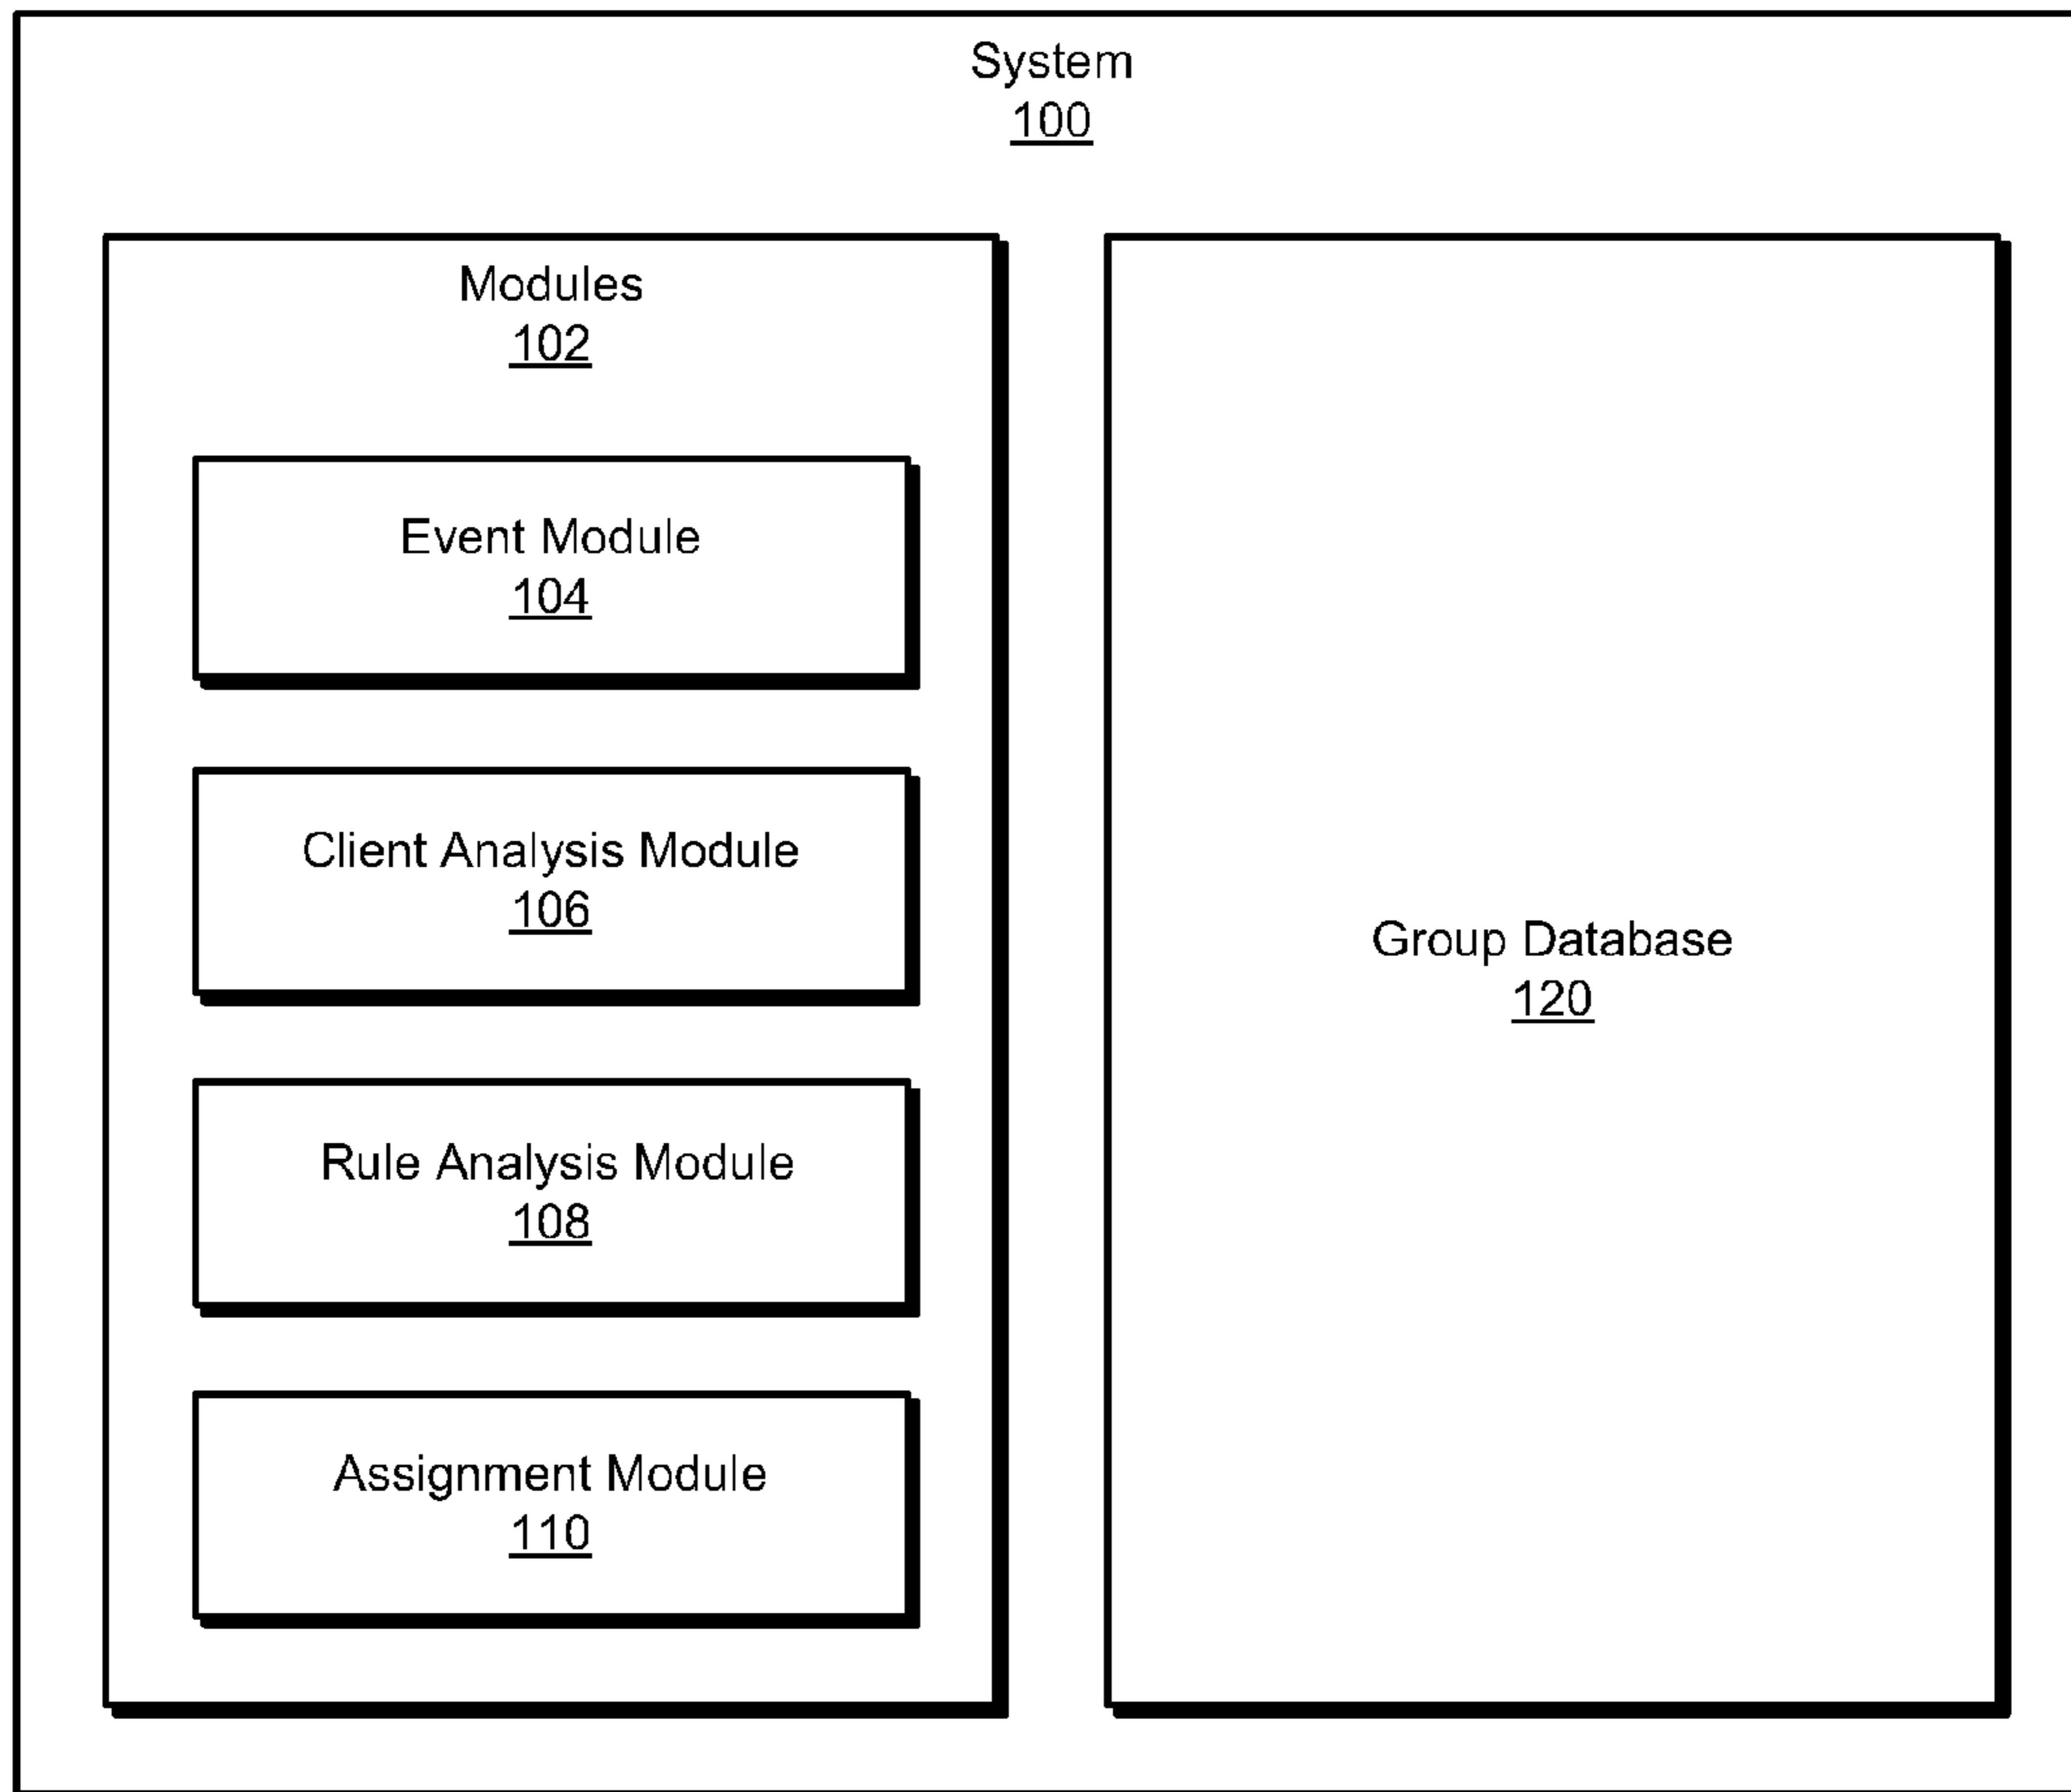 System
100
Modules
102
Event Module
104
Client Analysis Module
106
Rule Analysis Module
108
Assignment Module
110
Group Database
120